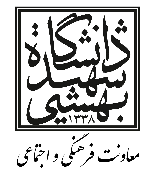 دانشگاه
شهید
بهشتی
۱۳۳۸
معاونت فرهنگی و اجتماعی